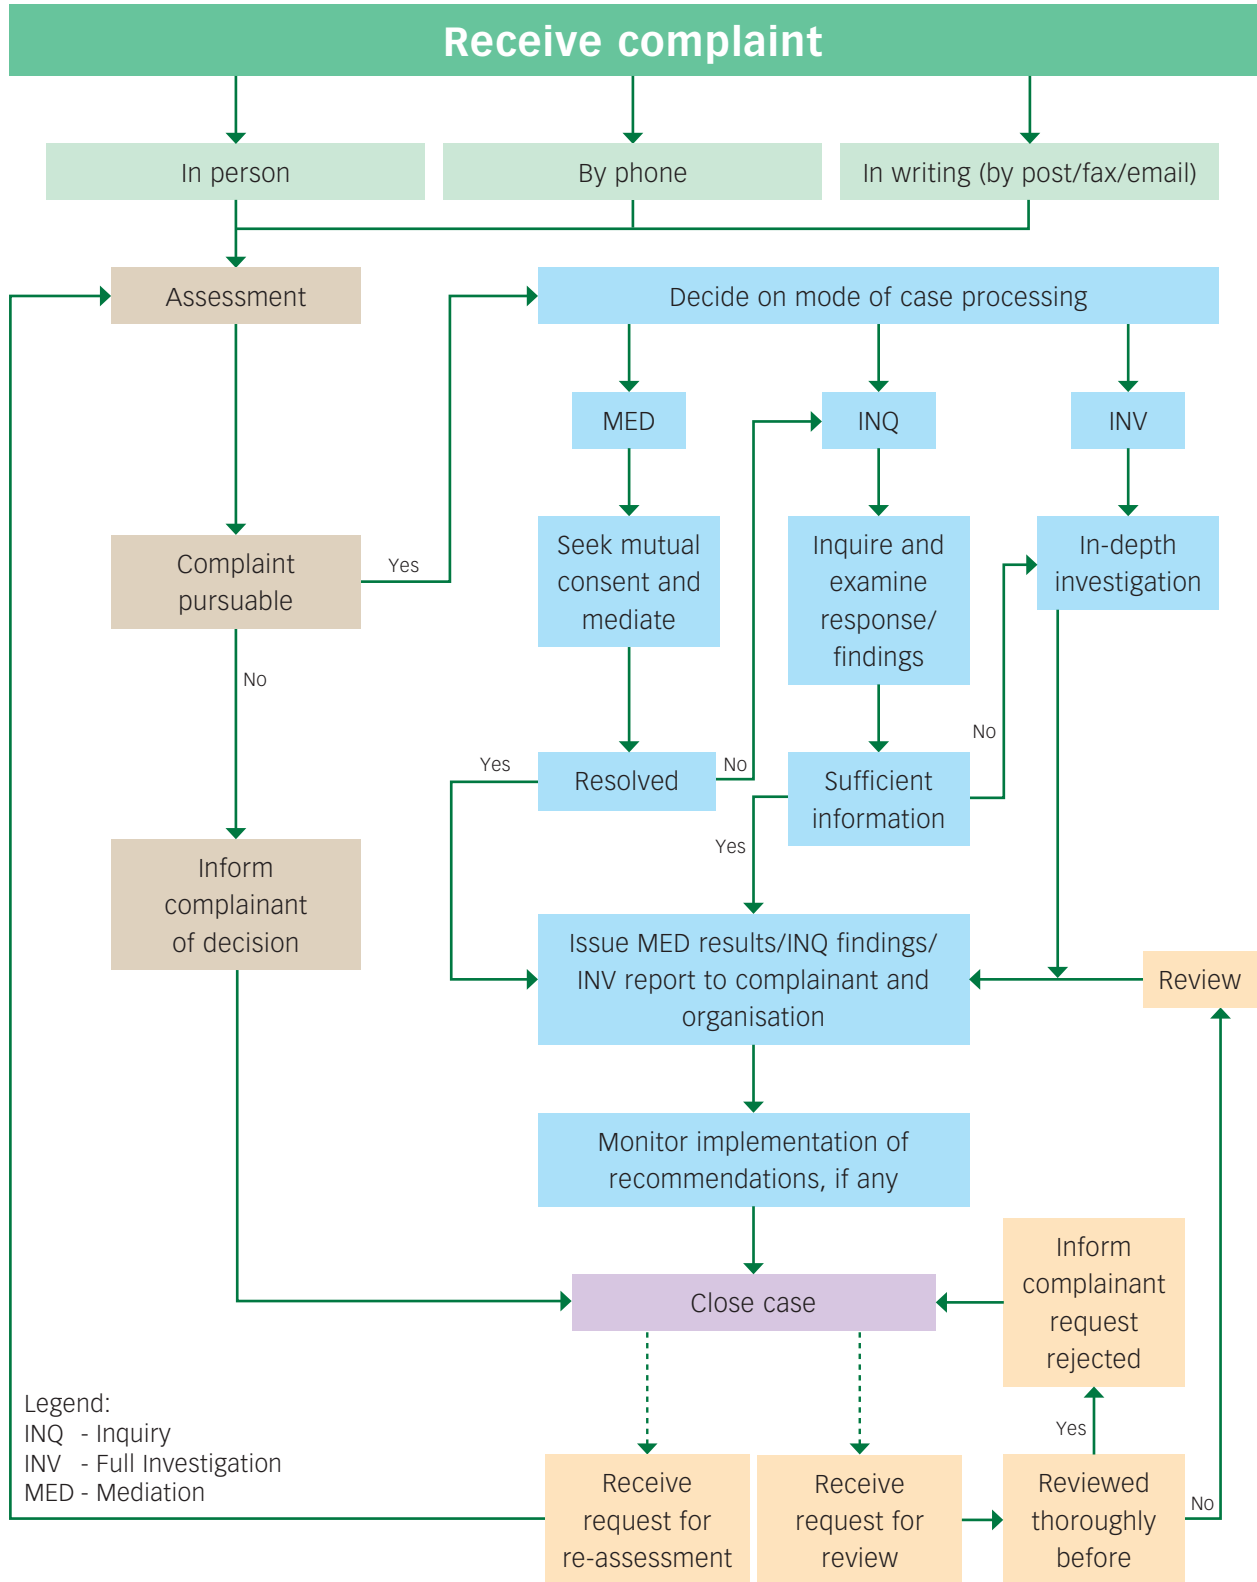 Receive complaint
In person
By phone
In writing (by post/fax/email)
Assessment
Decide on mode of case processing
MED
INQ
INV
Complaint
pursuable
Yes
Seek mutual
consent and
mediate
Inquire and
examine
response/
findings
In-depth
investigation
No
Yes
Resolved
No
Sufficient
information
No
Yes
Inform
complainant
of decision
Issue MED results/INQ findings/
INV report to complainant and
organisation
Review
Monitor implementation of
recommendations, if any
Close case
Inform
complainant
request
rejected
Legend:
INQ - Inquiry
INV - Full Investigation
MED - Mediation
Yes
Receive
request for
re-assessment
Receive
request for
review
Reviewed
thoroughly
before
No